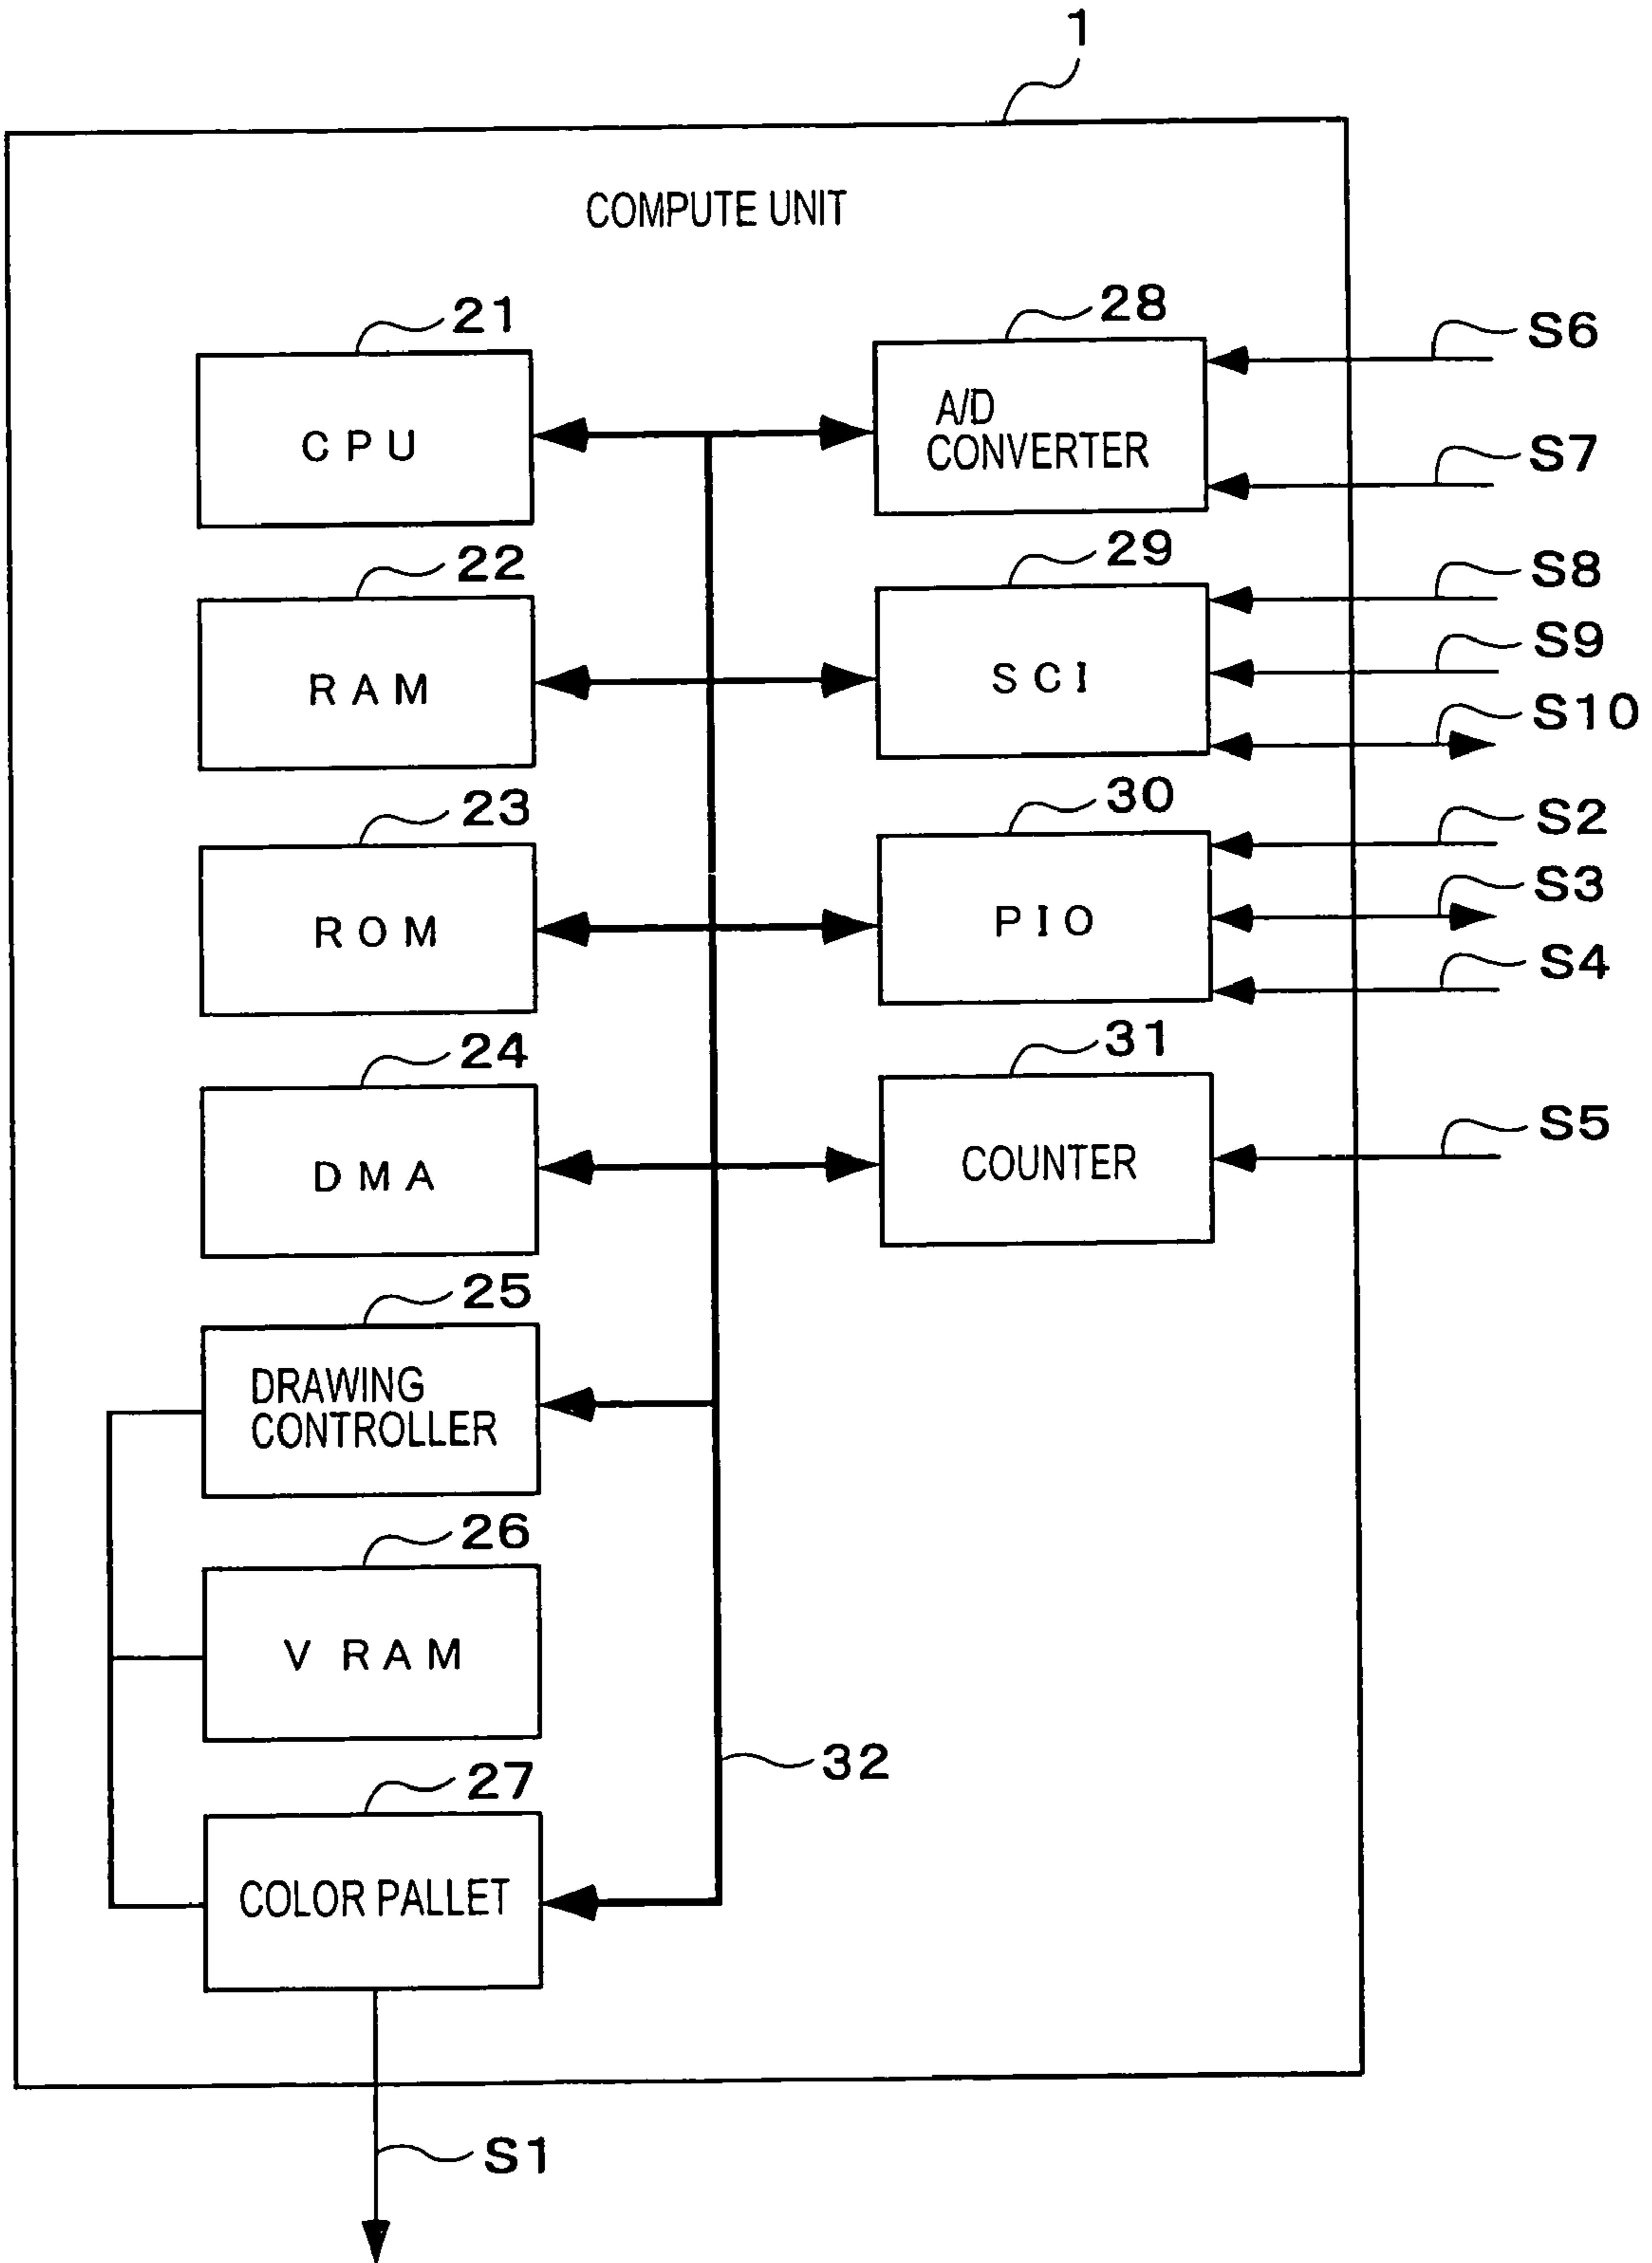 1
COMPUTE UNIT
21
CPU
28
A/D
CONVERTER
S6
S7
22
RAM
29
SCI
S8
S9
S10
23
ROM
30
PIO
S2
S3
S4
24
DMA
31
COUNTER
S5
25
DRAWING
CONTROLLER
26
V RAM
32
27
COLOR PALLET
S1